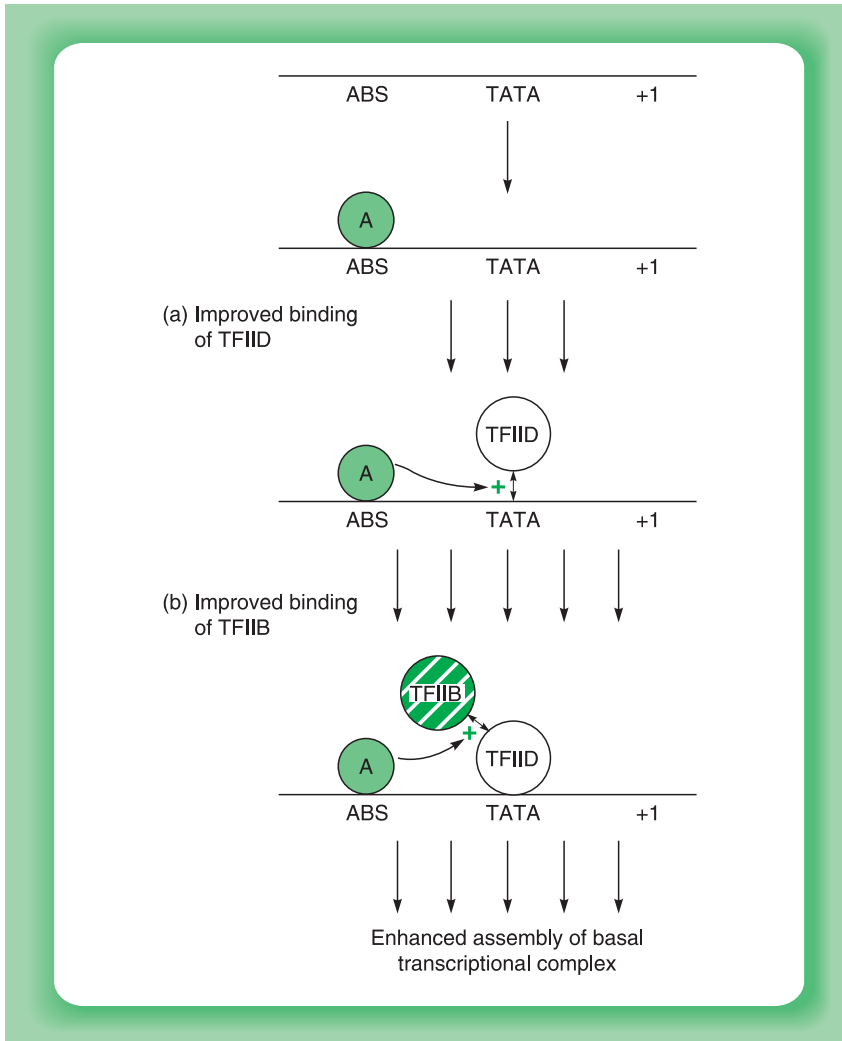 ABS TATA +1
A
ABS TATA +1
(a) Improved binding
of TFIID
TFIID
A
+
ABS TATA +1
(b) Improved binding
of TFIIB
TFIIB
+
A
TFIID
ABS TATA +1
Enhanced assembly of basal
transcriptional complex